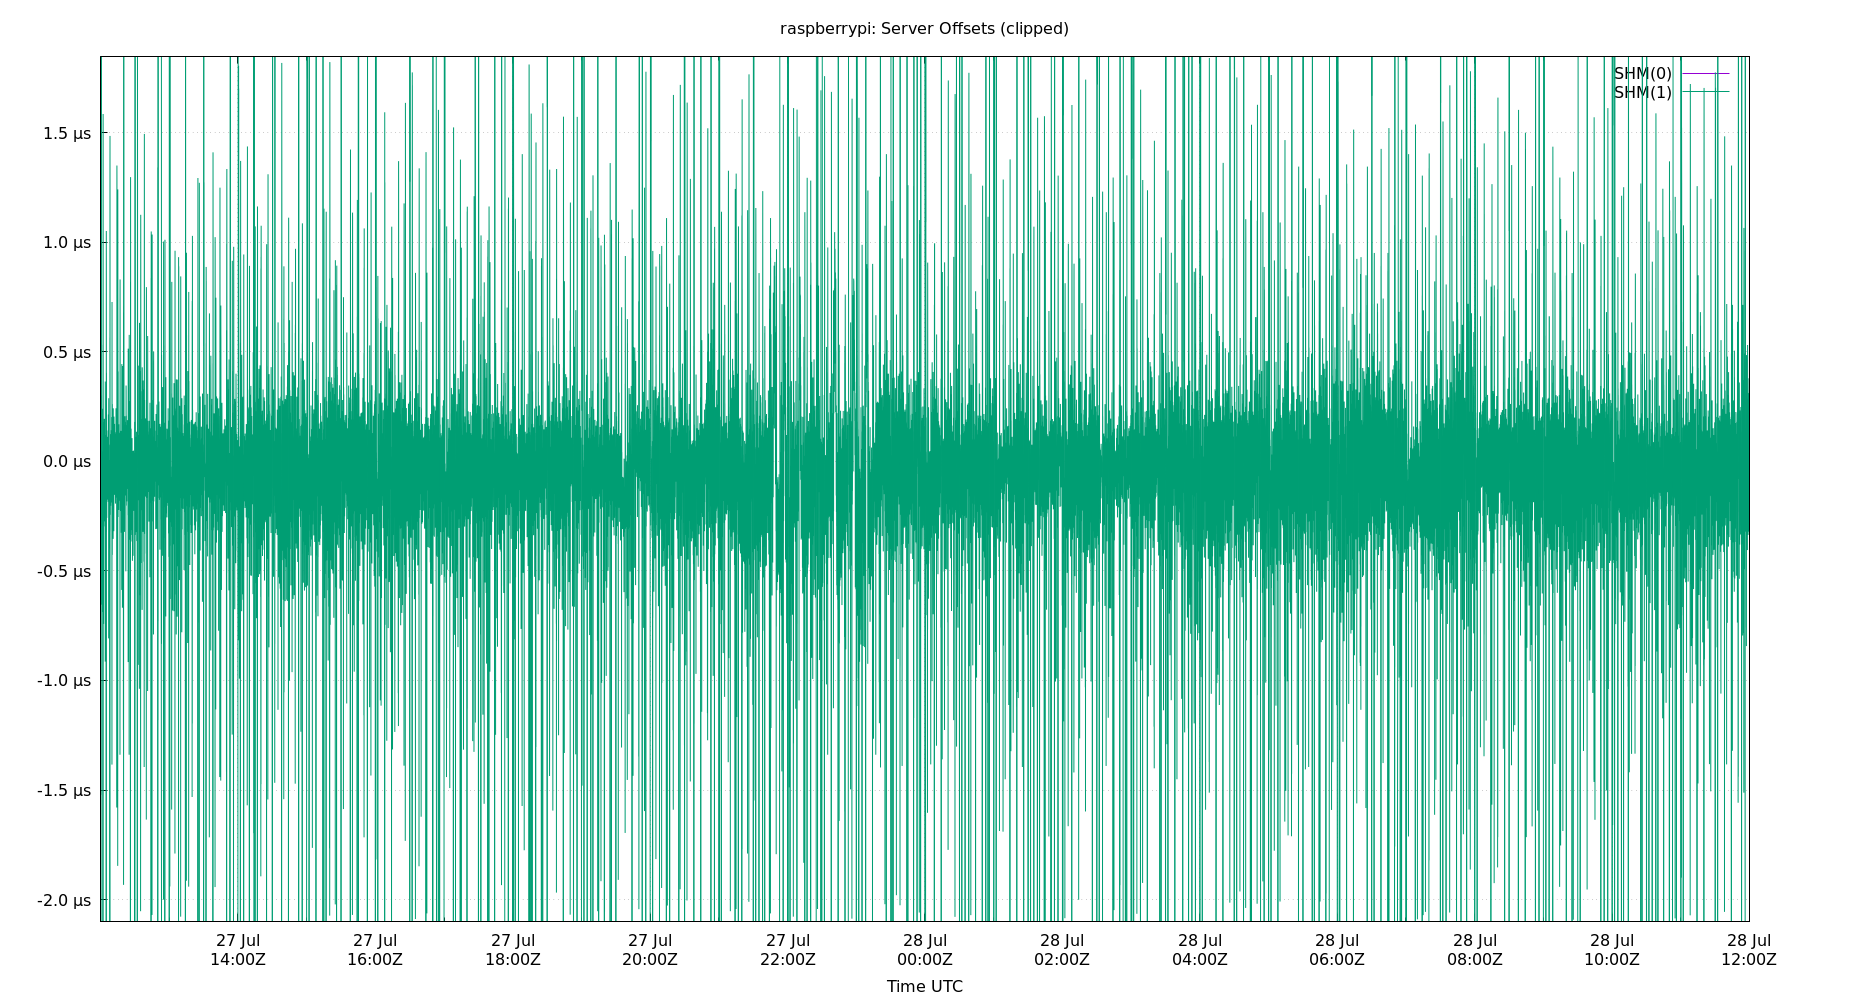 raspberrypi: Server Offsets (clipped)
SHM(0)
SHM(1)
1.5 µs
1.0 µs
0.5 µs
0.0 µs
-0.5 µs
-1.0 µs
-1.5 µs
-2.0 µs
27 Jul 27 Jul 27 Jul 27 Jul 27 Jul 28 Jul 28 Jul 28 Jul 28 Jul 28 Jul 28 Jul 28 Jul
14:00Z 16:00Z 18:00Z 20:00Z 22:00Z 00:00Z 02:00Z 04:00Z 06:00Z 08:00Z 10:00Z 12:00Z
Time UTC